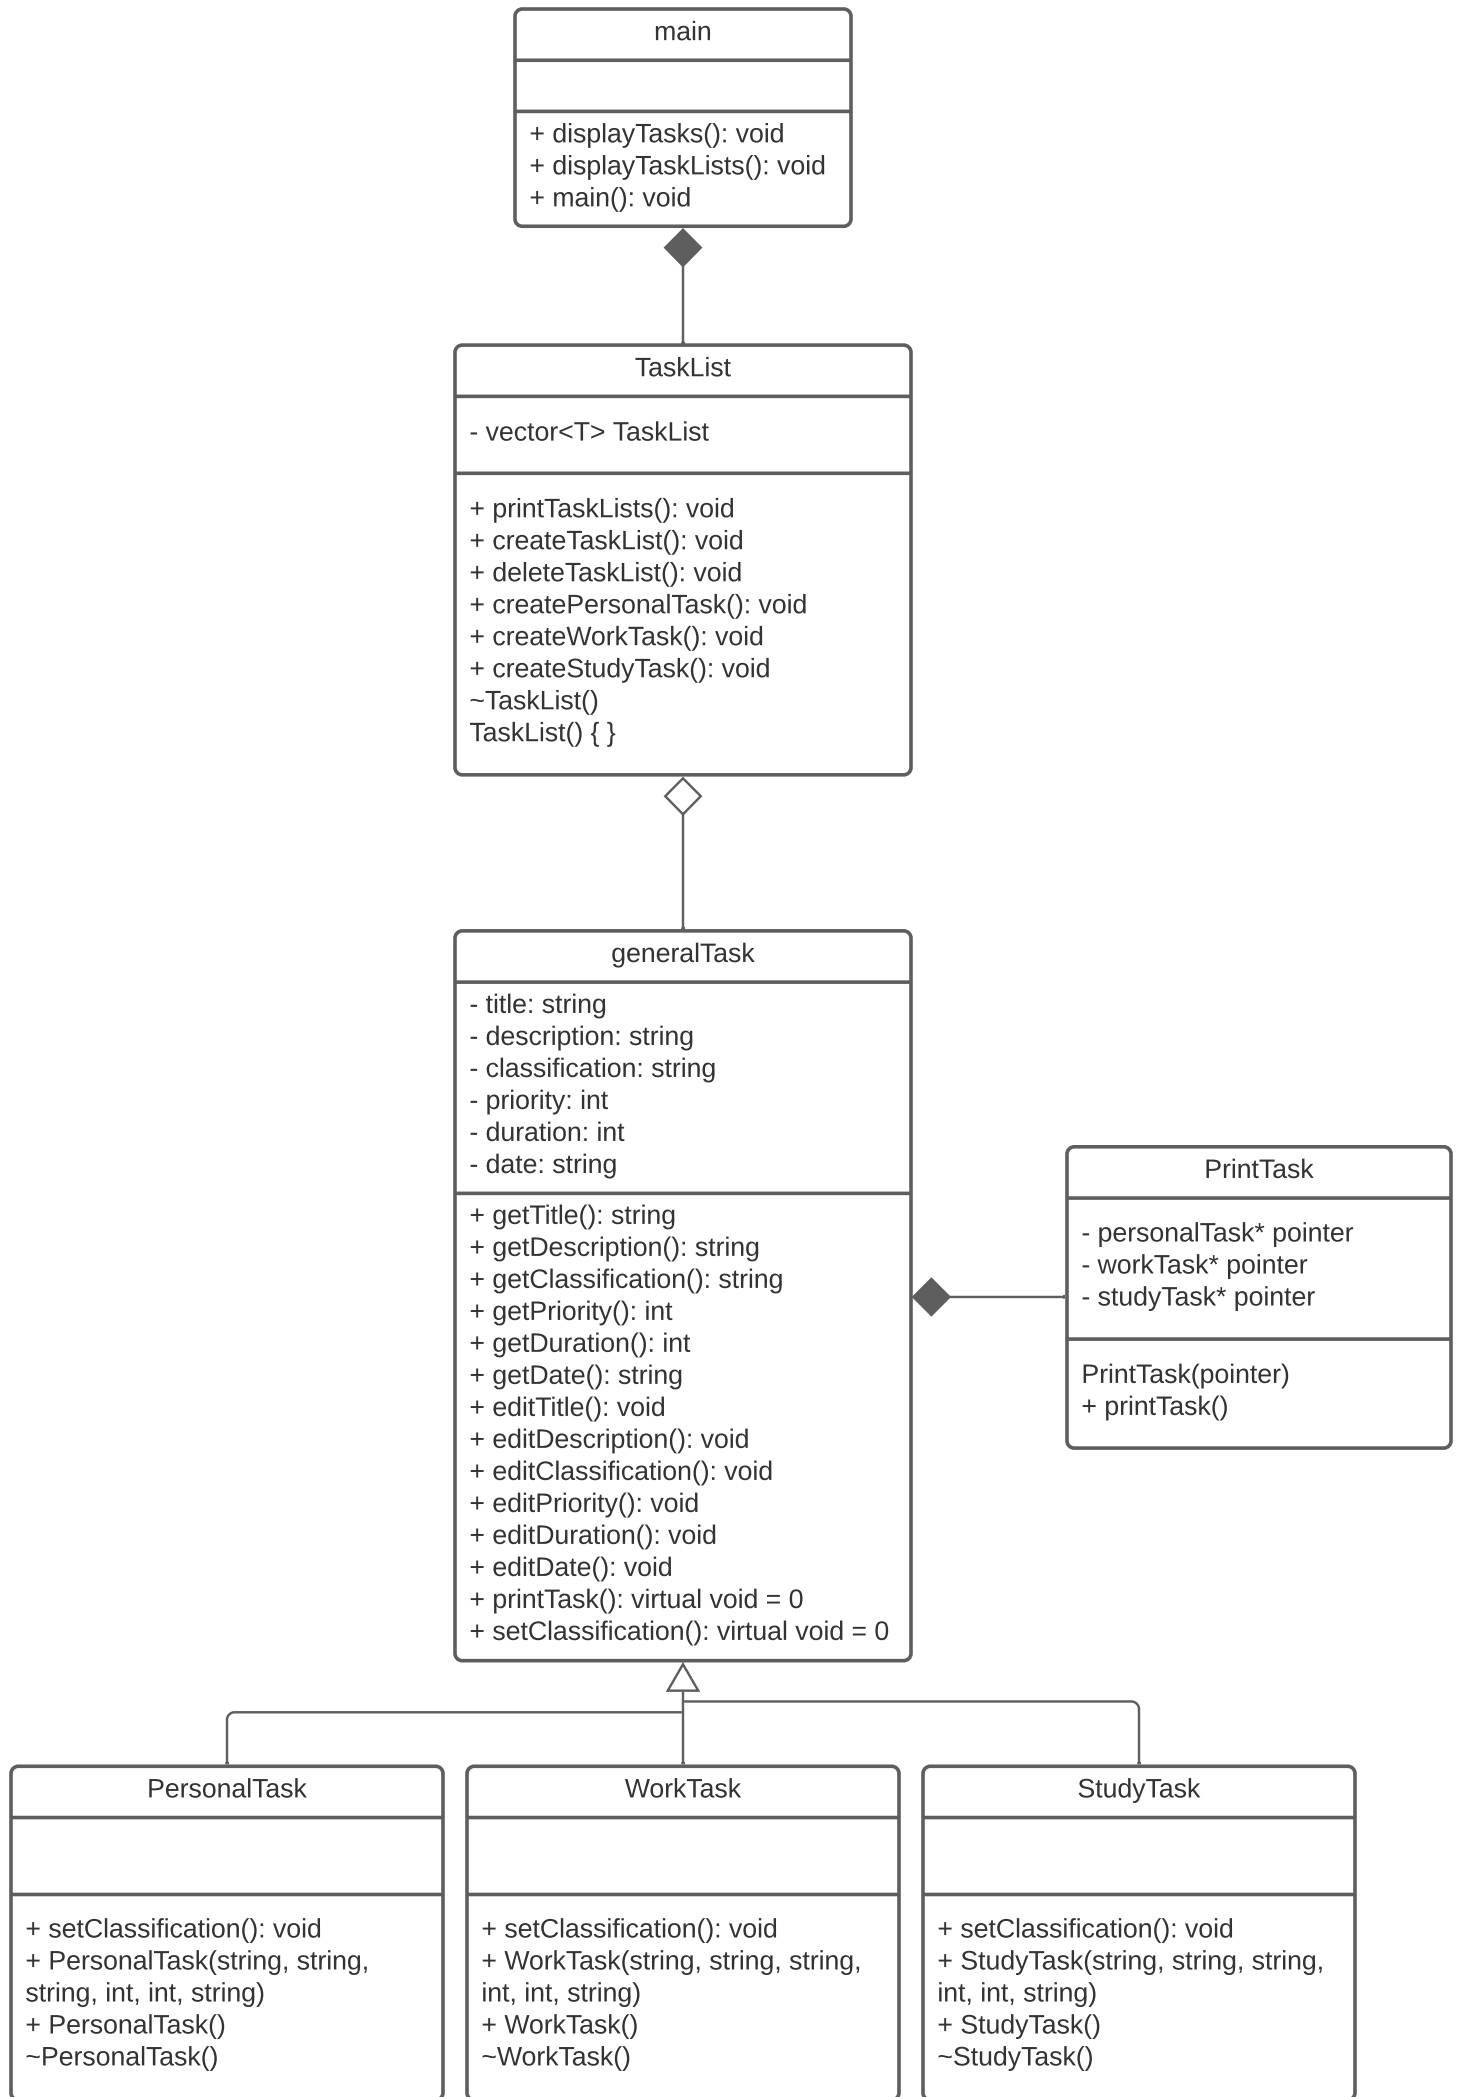 main
+ displayTasks(): void
+ displayTaskLists(): void
+ main(): void
TaskList
- vector<T> TaskList
+ printTaskLists(): void
+ createTaskList(): void
+ deleteTaskList(): void
+ createPersonalTask(): void
+ createWorkTask(): void
+ createStudyTask(): void
~TaskList()
TaskList() { }
generalTask
- title: string
- description: string
- classification: string
- priority: int
- duration: int
- date: string
+ getTitle(): string
+ getDescription(): string
+ getClassification(): string
+ getPriority(): int
+ getDuration(): int
+ getDate(): string
+ editTitle(): void
+ editDescription(): void
+ editClassification(): void
+ editPriority(): void
+ editDuration(): void
+ editDate(): void
+ printTask(): virtual void = 0
+ setClassification(): virtual void = 0
PrintTask
- personalTask* pointer
- workTask* pointer
- studyTask* pointer
PrintTask(pointer)
+ printTask()
PersonalTask
+ setClassification(): void
+ PersonalTask(string, string,
string, int, int, string)
+ PersonalTask()
~PersonalTask()
WorkTask
+ setClassification(): void
+ WorkTask(string, string, string,
int, int, string)
+ WorkTask()
~WorkTask()
StudyTask
+ setClassification(): void
+ StudyTask(string, string, string,
int, int, string)
+ StudyTask()
~StudyTask()